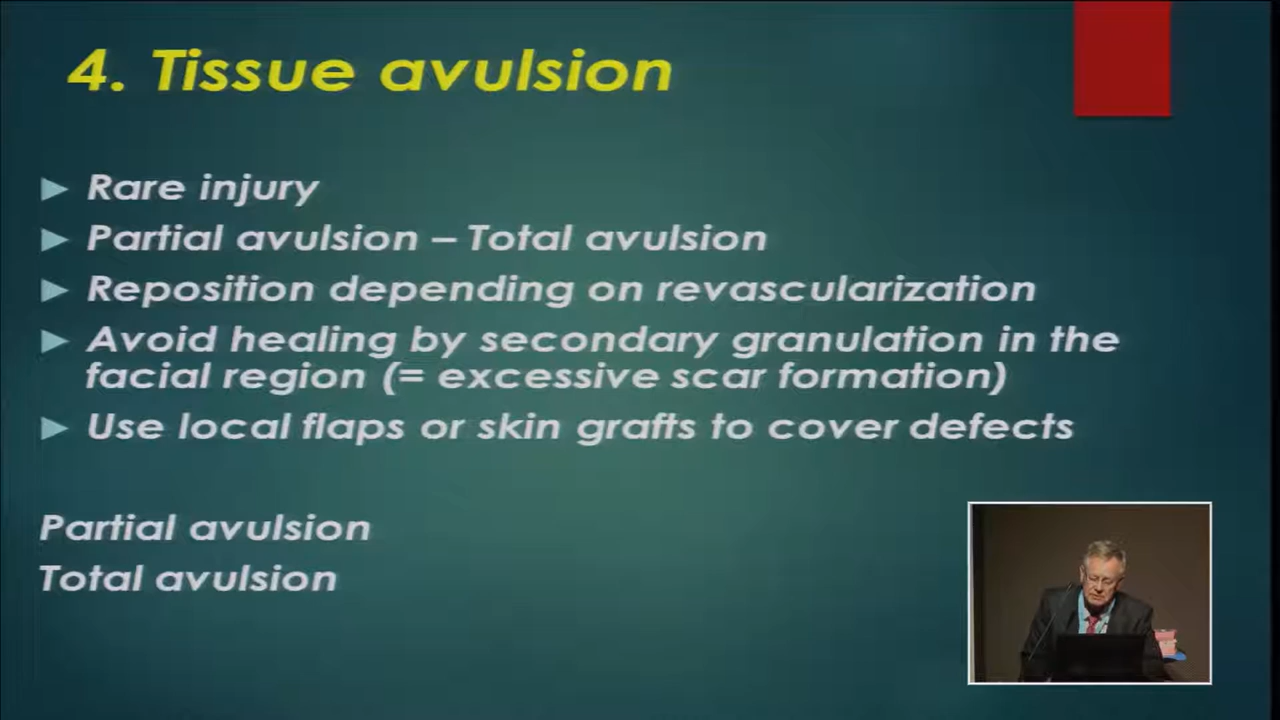 4. Tissue avulsion
Rare injury
Partial avulsion – Total avulsion
Reposition depending on revascularization
Avoid healing by secondary granulation in the
facial region (= excessive scar formation)
Use local flaps or skin grafts to cover defects
Partial avulsion
Total avulsion